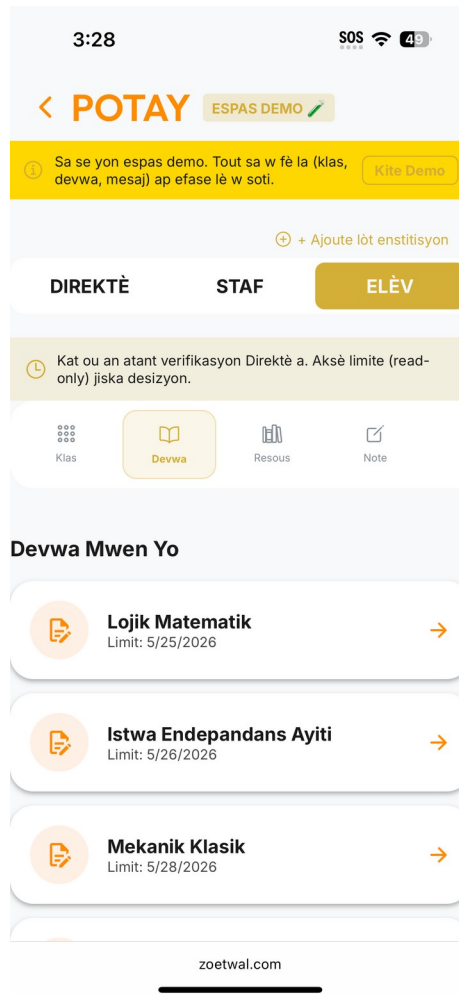 3:28
SOS
49
POTAY
ESPAS DEMO
Sa se yon espas demo. Tout sa w fè la (klas,
devwa, mesaj) ap efase lè w soti.
Kite Demo
+ Ajoute lòt enstitisyon
DIREKTÈ
STAF
ELÈV
Kat ou an atant verifikasyon Direktè a. Aksè limite (read-
only) jiska desizyon.
Klas
Devwa
Resous
Note
Devwa Mwen Yo
Lojik Matematik
Limit: 5/25/2026
Istwa Endepandans Ayiti
Limit: 5/26/2026
Mekanik Klasik
Limit: 5/28/2026
zoetwal.com